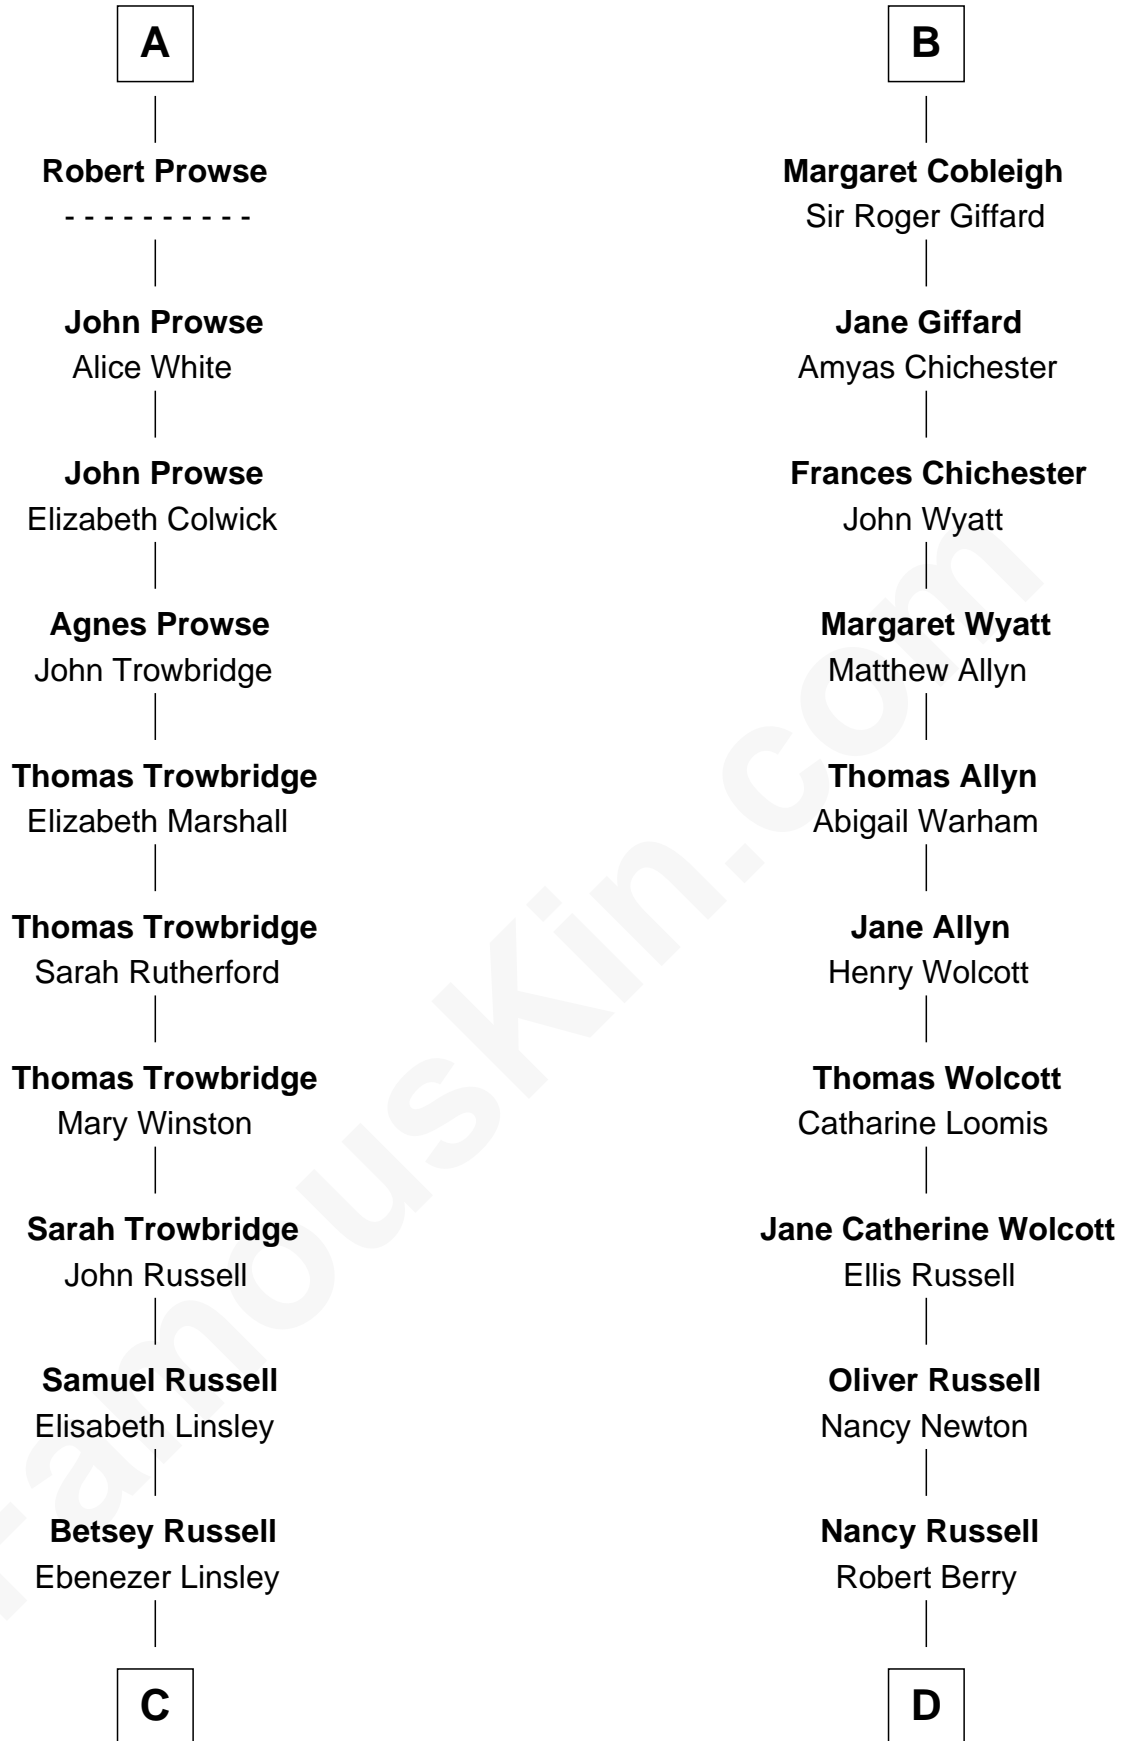 A
Robert Prowse
- - - - - - - - - -
John Prowse
Alice White
John Prowse
Elizabeth Colwick
Agnes Prowse
John Trowbridge
Thomas Trowbridge
Elizabeth Marshall
Thomas Trowbridge
Sarah Rutherford
Thomas Trowbridge
Mary Winston
Sarah Trowbridge
John Russell
Samuel Russell
Elisabeth Linsley
Betsey Russell
Ebenezer Linsley
C
B
Margaret Cobleigh
Sir Roger Giffard
Jane Giffard
Amyas Chichester
Frances Chichester
John Wyatt
Margaret Wyatt
Matthew Allyn
Thomas Allyn
Abigail Warham
Jane Allyn
Henry Wolcott
Thomas Wolcott
Catharine Loomis
Jane Catherine Wolcott
Ellis Russell
Oliver Russell
Nancy Newton
Nancy Russell
Robert Berry
D
FamousKin.com